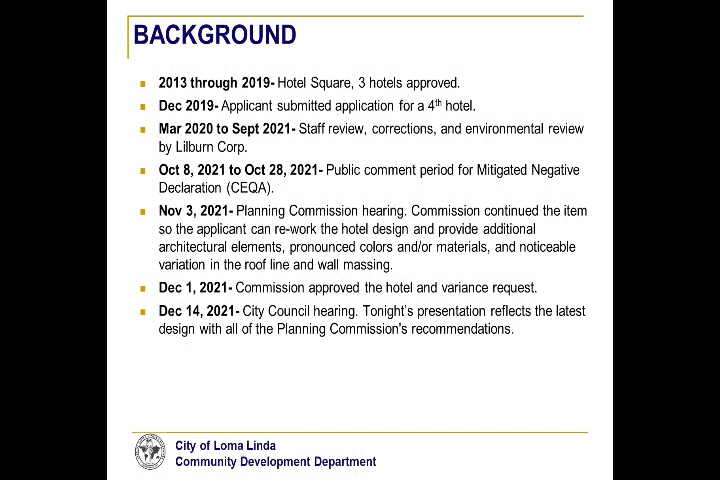 BACKGROUND
2013 through 2019- Hotel Square, 3 hotels approved.
Dec 2019- Applicant submitted application for a 4th hotel.
Mar 2020 to Sept 2021- Staff review, corrections, and environmental review
by Lilburn Corp.
Oct 8, 2021 to Oct 28, 2021- Public comment period for Mitigated Negative
Declaration (CEQA).
Nov 3, 2021- Planning Commission hearing. Commission continued the item
so the applicant can re-work the hotel design and provide additional
architectural elements, pronounced colors and/or materials, and noticeable
variation in the roof line and wall massing.
Dec 1, 2021- Commission approved the hotel and variance request.
Dec 14, 2021- City Council hearing. Tonight's presentation reflects the latest
design with all of the Planning Commission's recommendations.
City of Loma Linda
Community Development Department